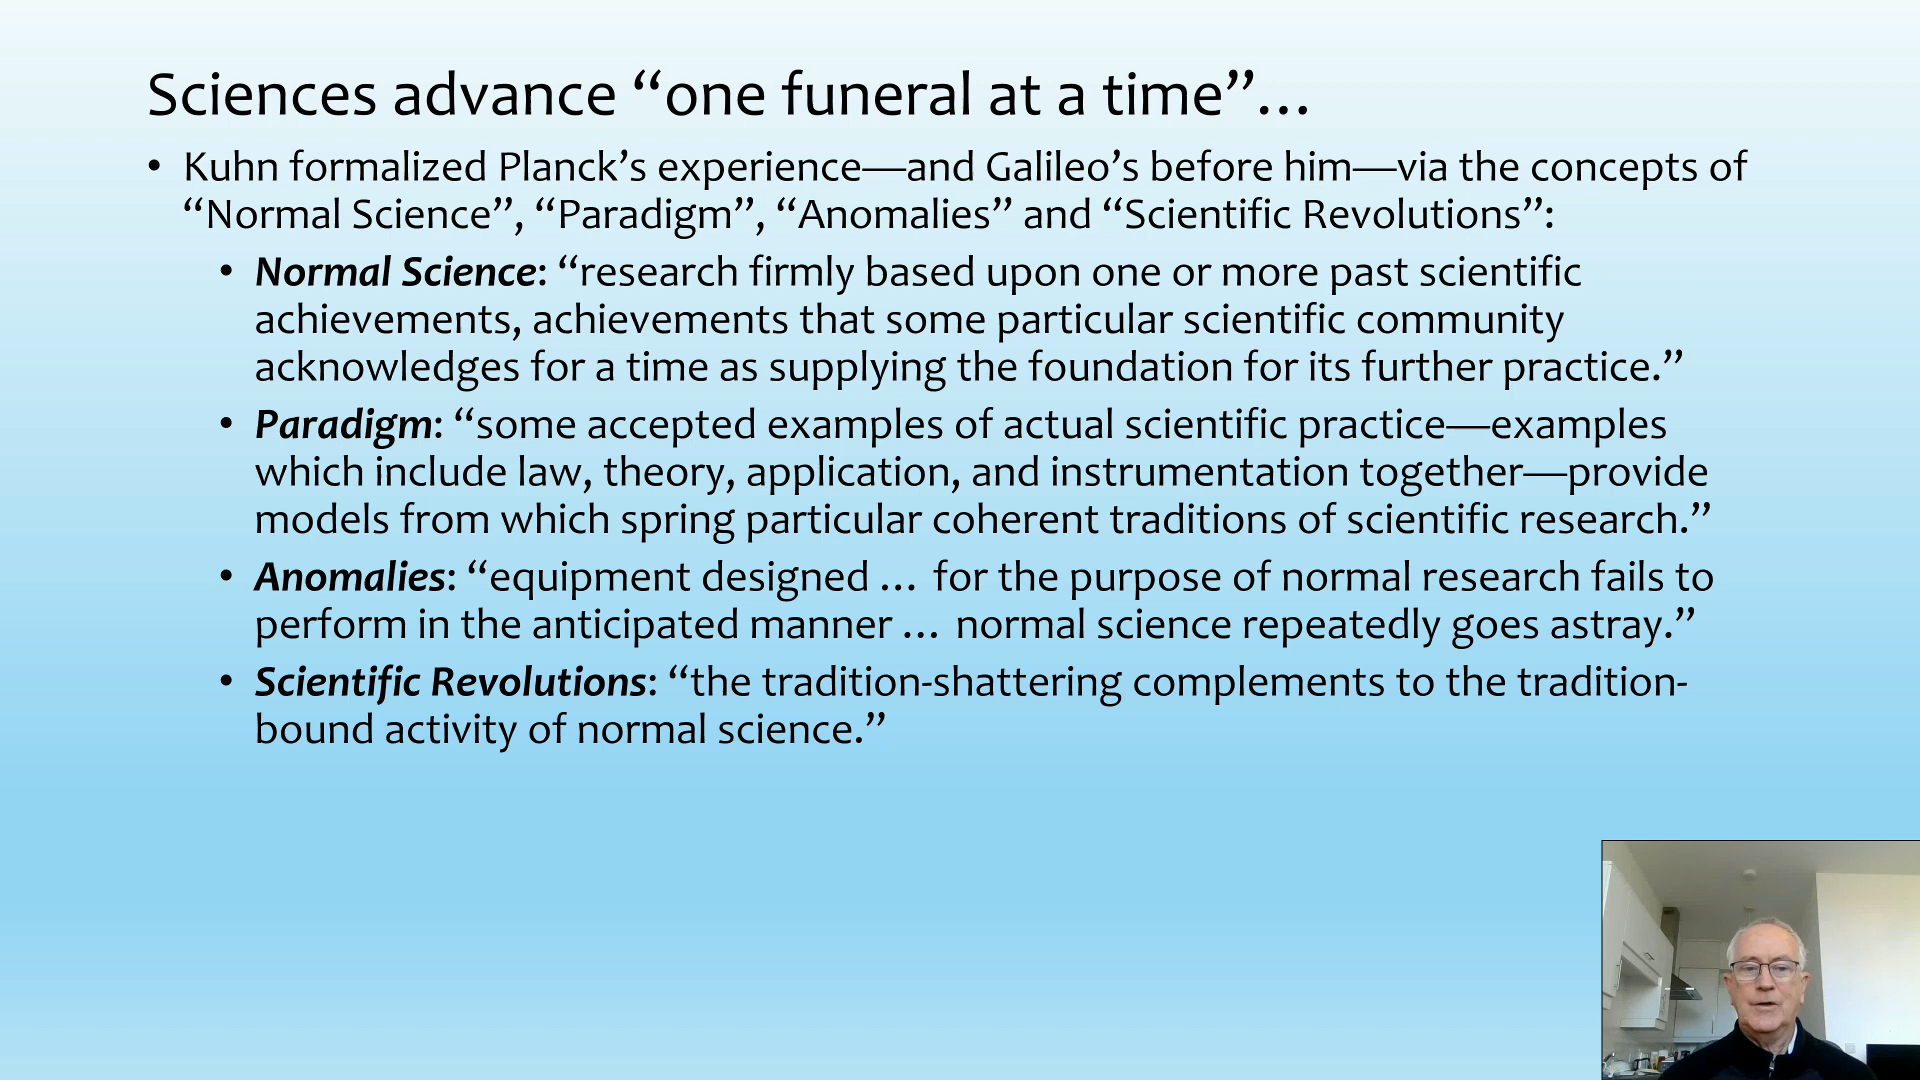 Sciences advance “one funeral at a time”…
• Kuhn formalized Planck’s experience—and Galileo’s before him—via the concepts of
“Normal Science”, “Paradigm”, “Anomalies” and “Scientific Revolutions”:
• Normal Science: “research firmly based upon one or more past scientific
achievements, achievements that some particular scientific community
acknowledges for a time as supplying the foundation for its further practice.”
• Paradigm: “some accepted examples of actual scientific practice—examples
which include law, theory, application, and instrumentation together—provide
models from which spring particular coherent traditions of scientific research.”
• Anomalies: “equipment designed … for the purpose of normal research fails to
perform in the anticipated manner … normal science repeatedly goes astray.”
• Scientific Revolutions: “the tradition-shattering complements to the tradition-
bound activity of normal science.”